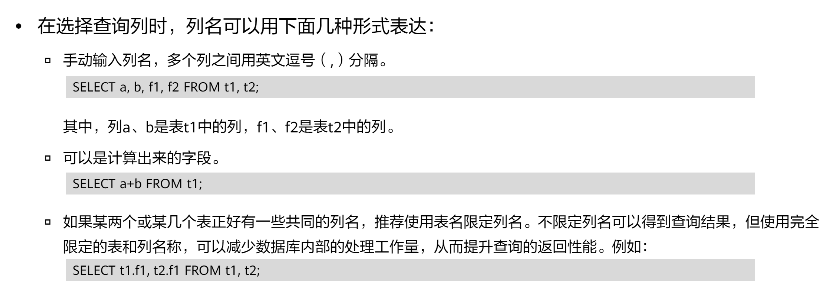 • 在选择查询列时，列名可以用下面几种形式表达：
▫ 手动输入列名，多个列之间用英文逗号（,）分隔。
SELECT a, b, f1, f2 FROM t1, t2;
其中，列a、b是表t1中的列，f1、f2是表t2中的列。
▫ 可以是计算出来的字段。
SELECT a+b FROM t1;
▫ 如果某两个或某几个表正好有一些共同的列名，推荐使用表名限定列名。不限定列名可以得到查询结果，但使用完全
限定的表和列名称，可以减少数据库内部的处理工作量，从而提升查询的返回性能。例如：
SELECT t1.f1, t2.f1 FROM t1, t2;